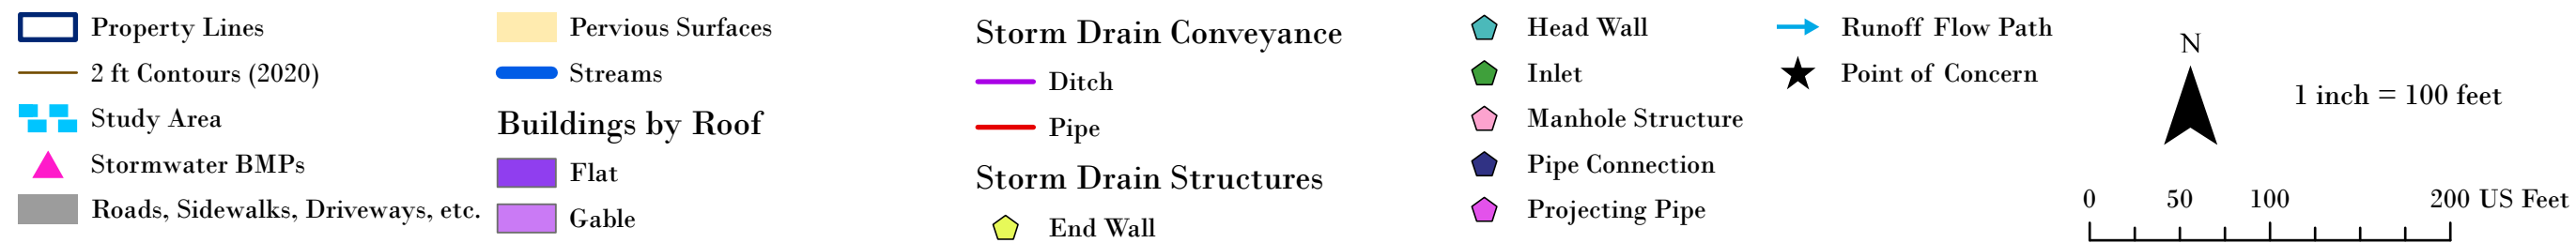 Property Lines
2 ft Contours (2020)
Study Area
Stormwater BMPs
Roads, Sidewalks, Driveways, etc.
Pervious Surfaces
Streams
Buildings by Roof
Flat
Gable
Storm Drain Conveyance
Ditch
Pipe
Storm Drain Structures
End Wall
Head Wall
Inlet
Manhole Structure
Pipe Connection
Projecting Pipe
Runoff Flow Path
Point of Concern
N
1 inch = 100 feet
0 50 100 200 US Feet